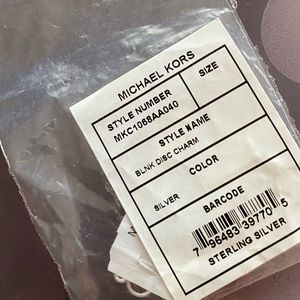 MICHAEL KORS
STYLE NUMBER
SIZE
MKC1068AA040
STYLE NAME
BLNK DISC CHARM
COLOR
SILVER
BARCODE
7 96483 39770 5
STERLING SILVER